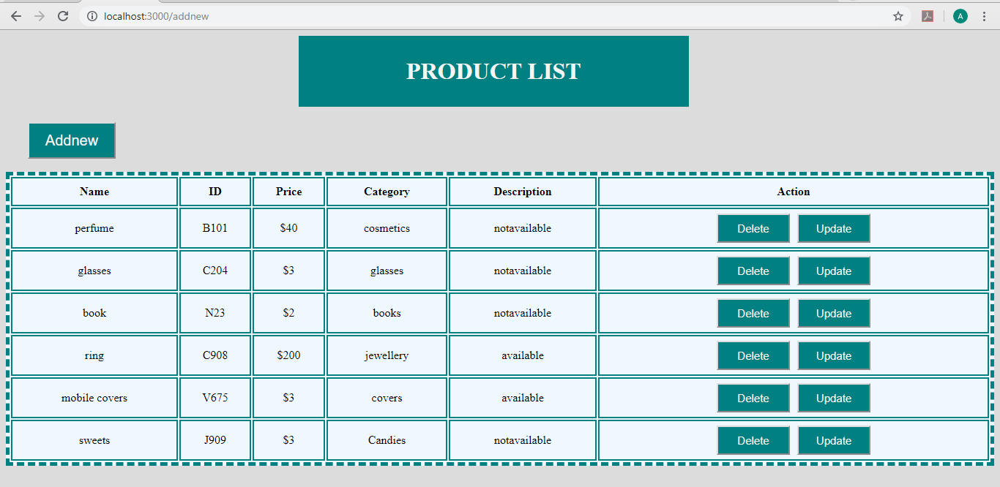 localhost:3000/addnew
A
PRODUCT LIST
Addnew
Name ID Price Category Description Action
perfume B101 $40 cosmetics notavailable Delete Update
glasses C204 $3 glasses notavailable Delete Update
book N23 $2 books notavailable Delete Update
ring C908 $200 jewellery available Delete Update
mobile covers V675 $3 covers available Delete Update
sweets J909 $3 Candies notavailable Delete Update